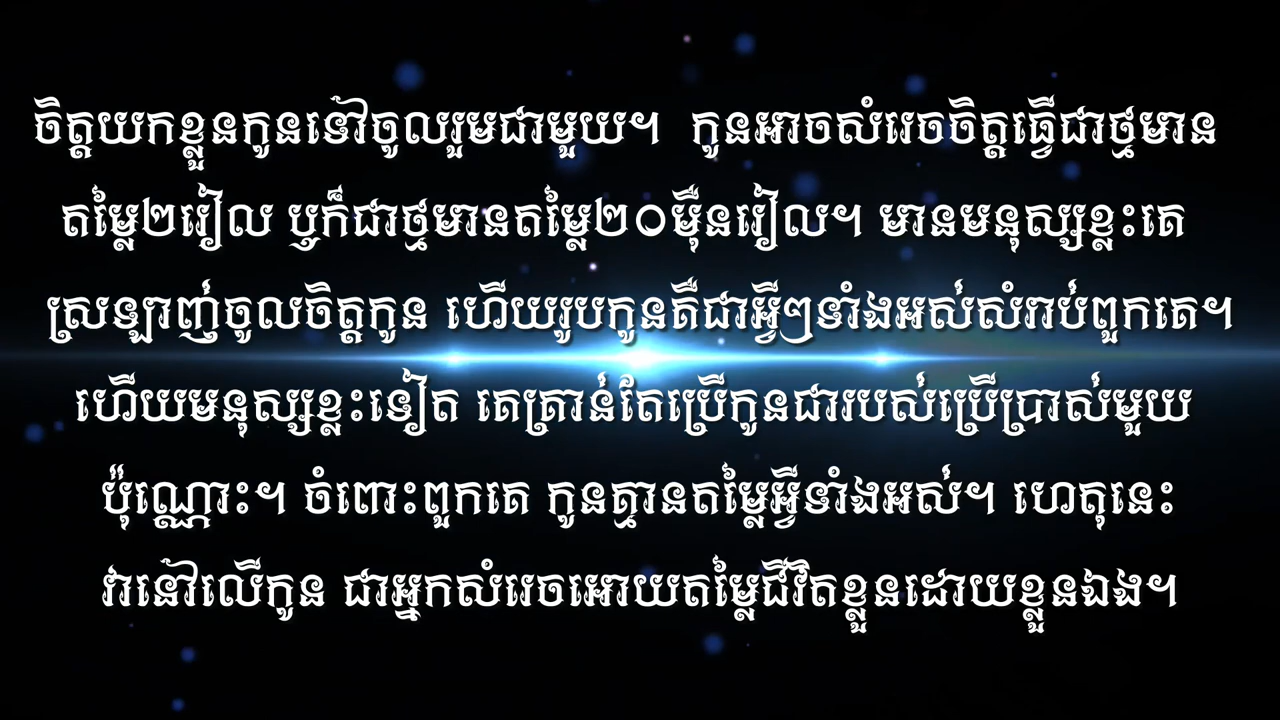 ចិត្តយកខ្លួនកូនទៅចូលរួមជាមួយ។ កូនអាចសំរេចចិត្តធ្វើជាថ្មមាន
តម្លៃ២រៀល ឬក៏ជាថ្មមានតម្លៃ២០ម៉ឺនរៀល។ មានមនុស្សខ្លះគេ
ស្រឡាញ់ចូលចិត្តកូន ហើយរូបកូនគឺជាអ្វីៗទាំងអស់សំរាប់ពួកគេ។
ហើយមនុស្សខ្លះទៀត គេគ្រាន់តែប្រើកូនជារបស់ប្រើប្រាស់មួយ
ប៉ុណ្ណោះ។ ចំពោះពួកគេ កូនគ្មានតម្លៃអ្វីទាំងអស់។ ហេតុនេះ
វានៅលើកូន ជាអ្នកសំរេចអោយតម្លៃជីវិតខ្លួនដោយខ្លួនឯង។